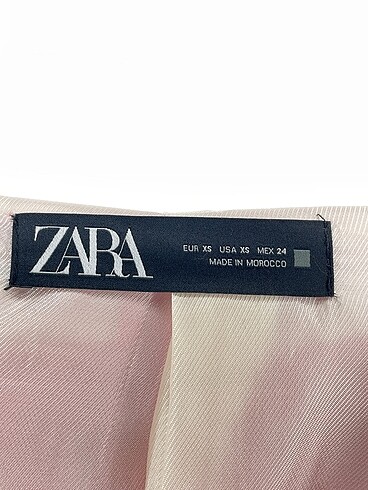 ZARA
EUR XS USA XS MEX 24
MADE IN MOROCCO